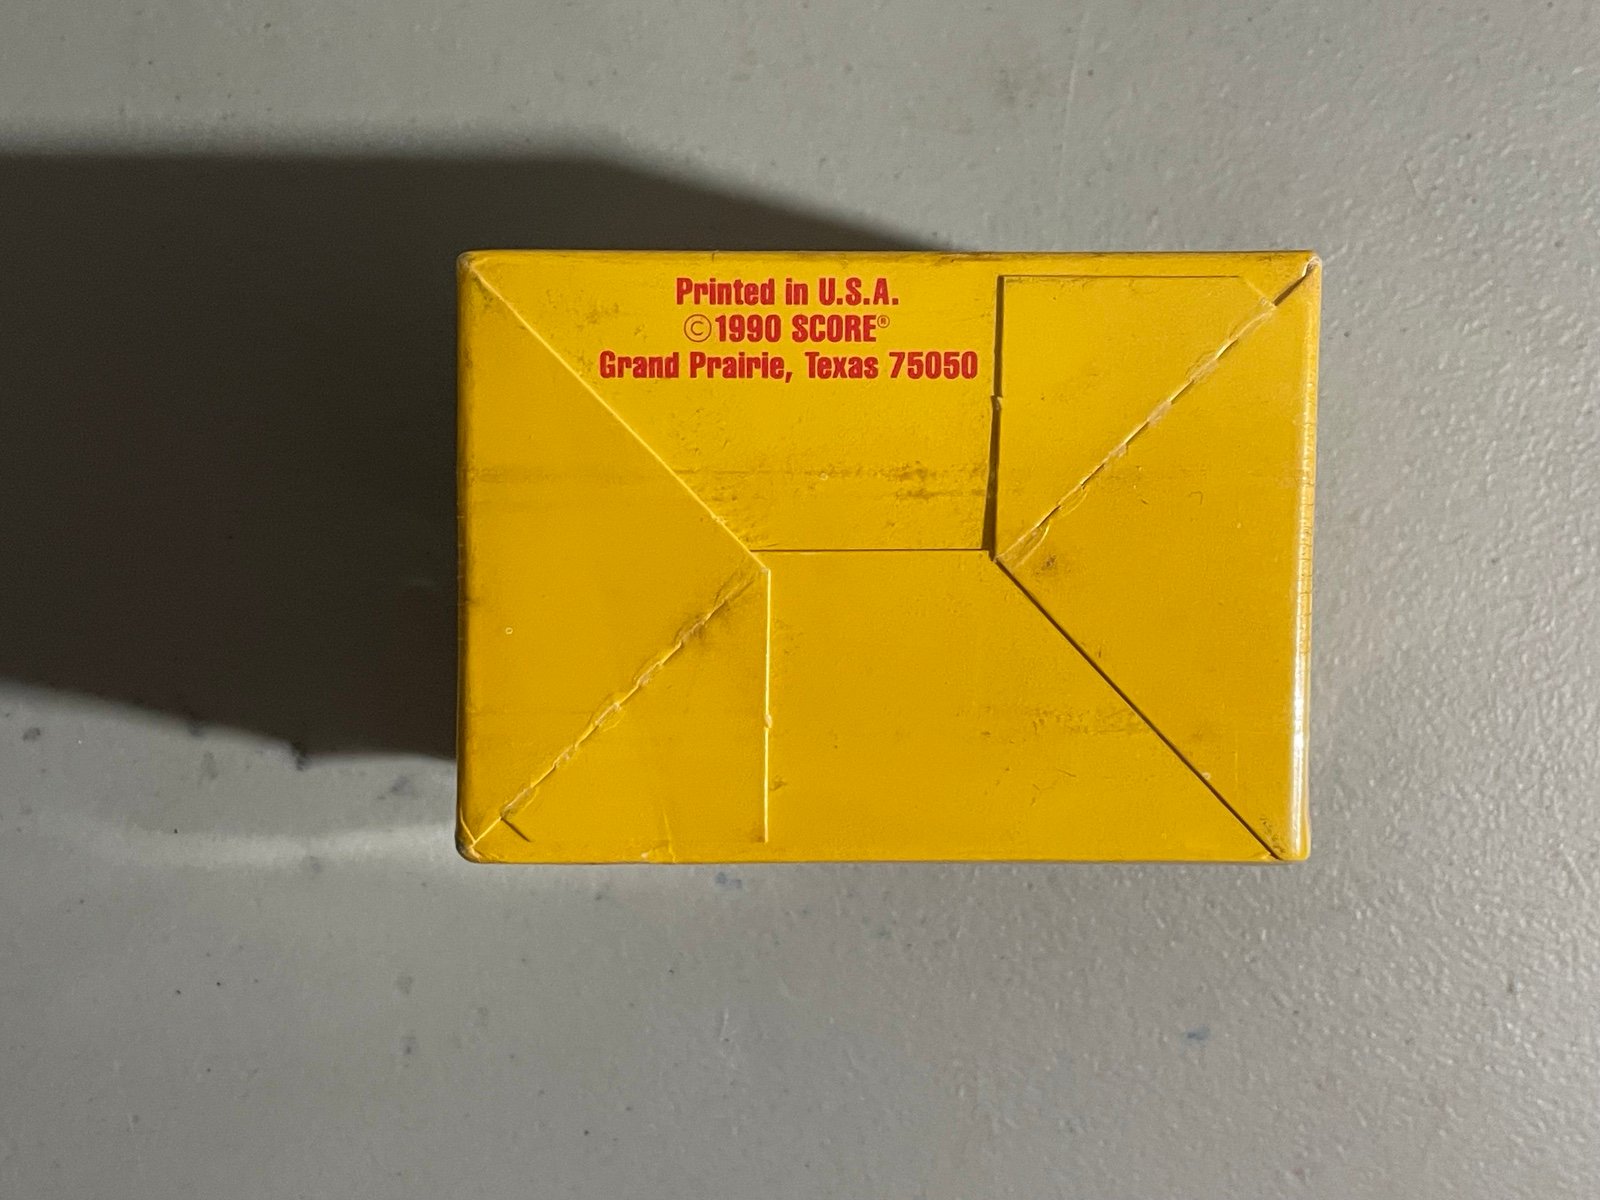 Printed in U.S.A.
©1990 SCORE®
Grand Prairie, Texas 75050